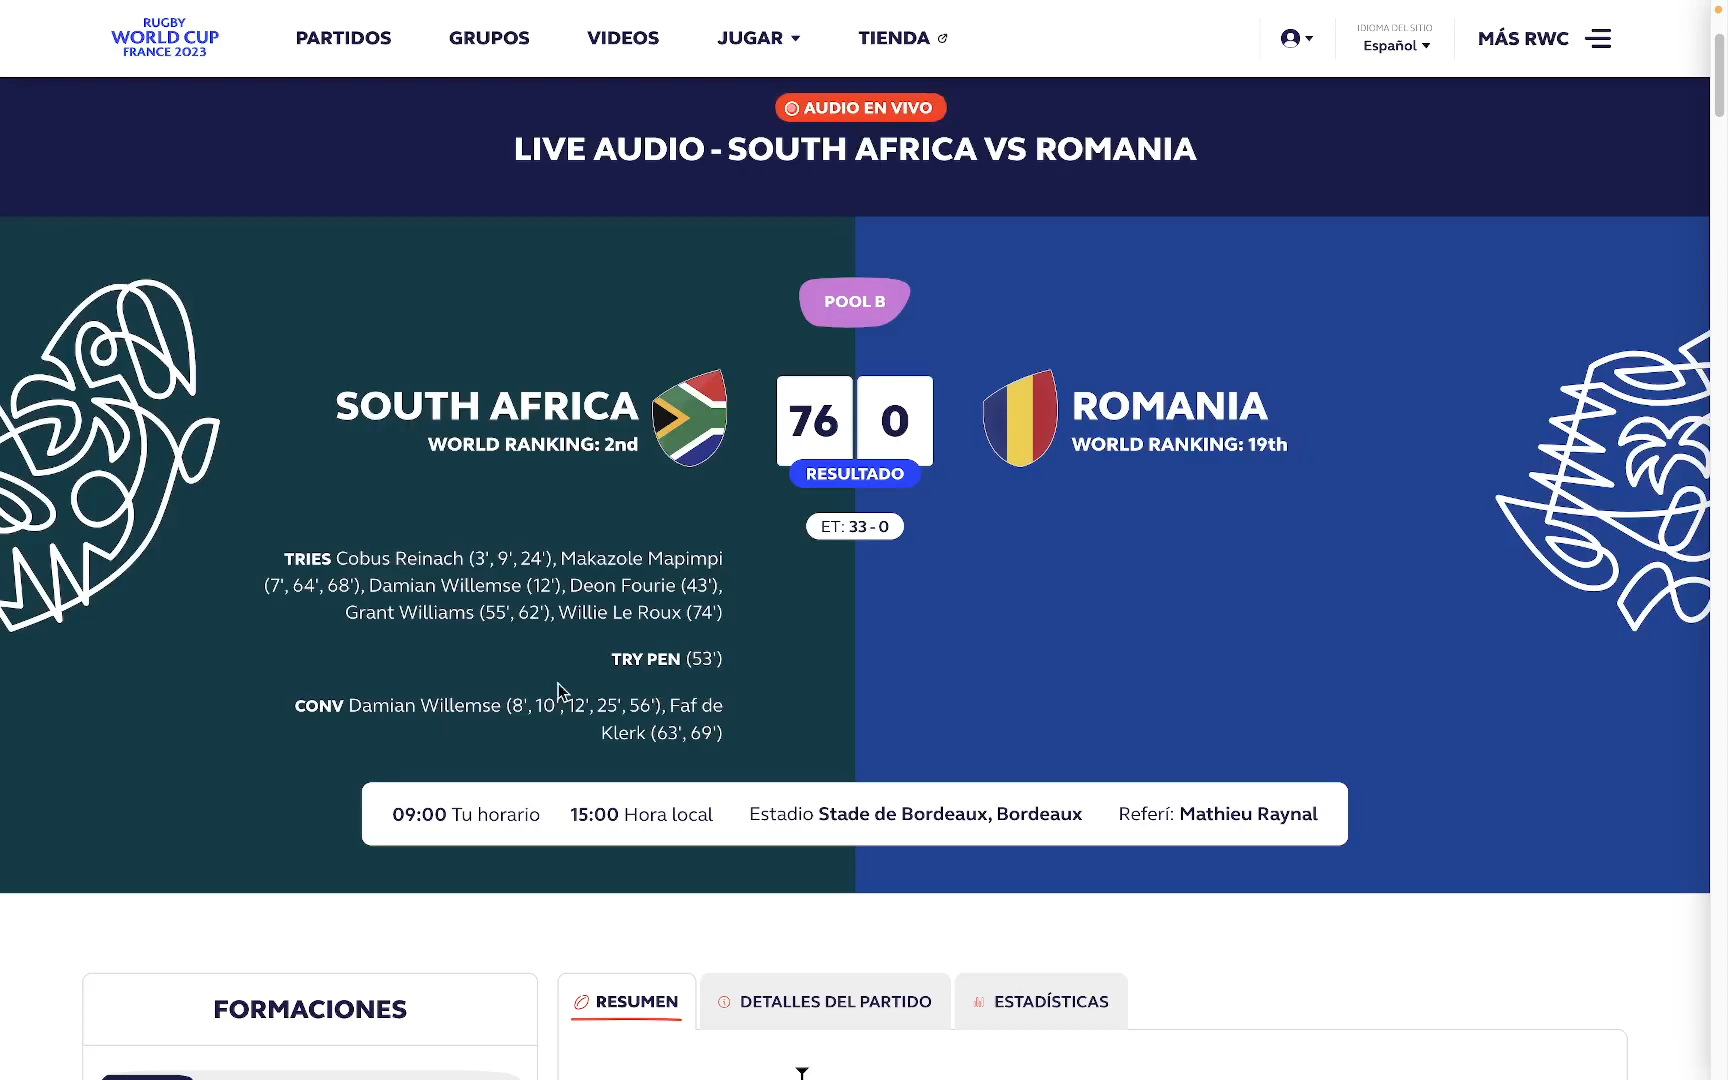 RUGBY
WORLD CUP
FRANCE 2023
PARTIDOS
GRUPOS
VIDEOS
JUGAR
TIENDA
IDIOMA DEL SITIO
Español
MÁS RWC
AUDIO EN VIVO
LIVE AUDIO - SOUTH AFRICA VS ROMANIA
POOL B
SOUTH AFRICA
WORLD RANKING: 2nd
76
0
ROMANIA
WORLD RANKING: 19th
RESULTADO
ET: 33 - 0
TRIES Cobus Reinach (3', 9', 24'), Makazole Mapimpi
(7', 64', 68'), Damian Willemse (12'), Deon Fourie (43'),
Grant Williams (55', 62'), Willie Le Roux (74')
TRY PEN (53')
CONV Damian Willemse (8', 10', 12', 25', 56'), Faf de
Klerk (63', 69')
09:00 Tu horario
15:00 Hora local
Estadio Stade de Bordeaux, Bordeaux
Referí: Mathieu Raynal
FORMACIONES
RESUMEN
DETALLES DEL PARTIDO
ESTADÍSTICAS